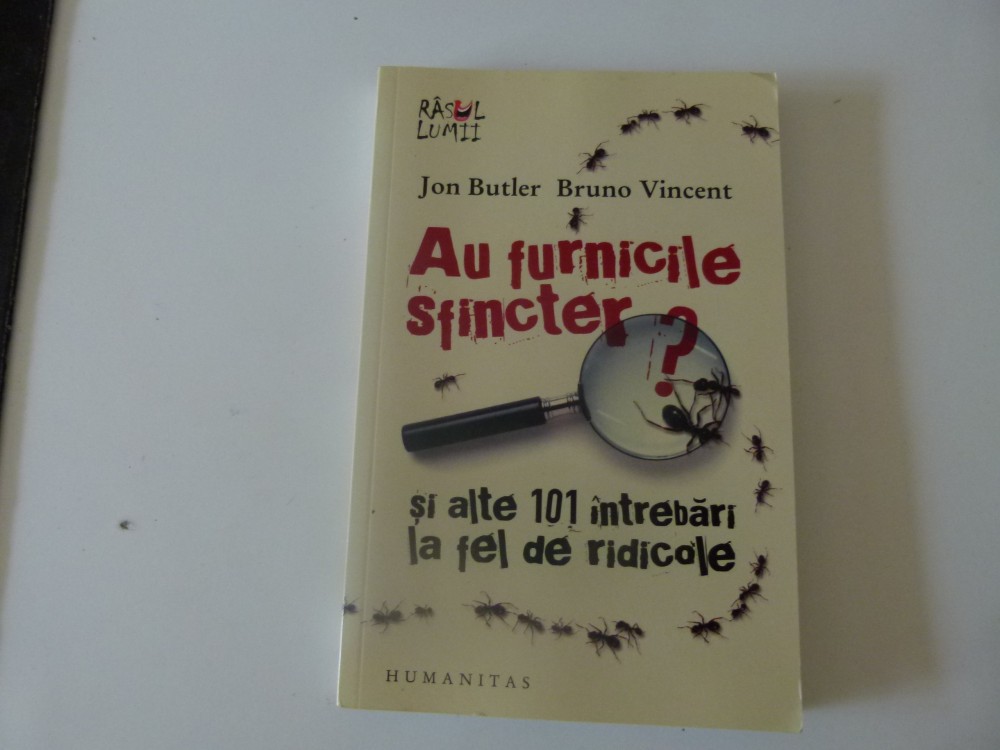 RÂSUL
LUMII
Jon Butler Bruno Vincent
Au furnicile
sfincter?
și alte 101 întrebări
la fel de ridicole
HUMANITAS